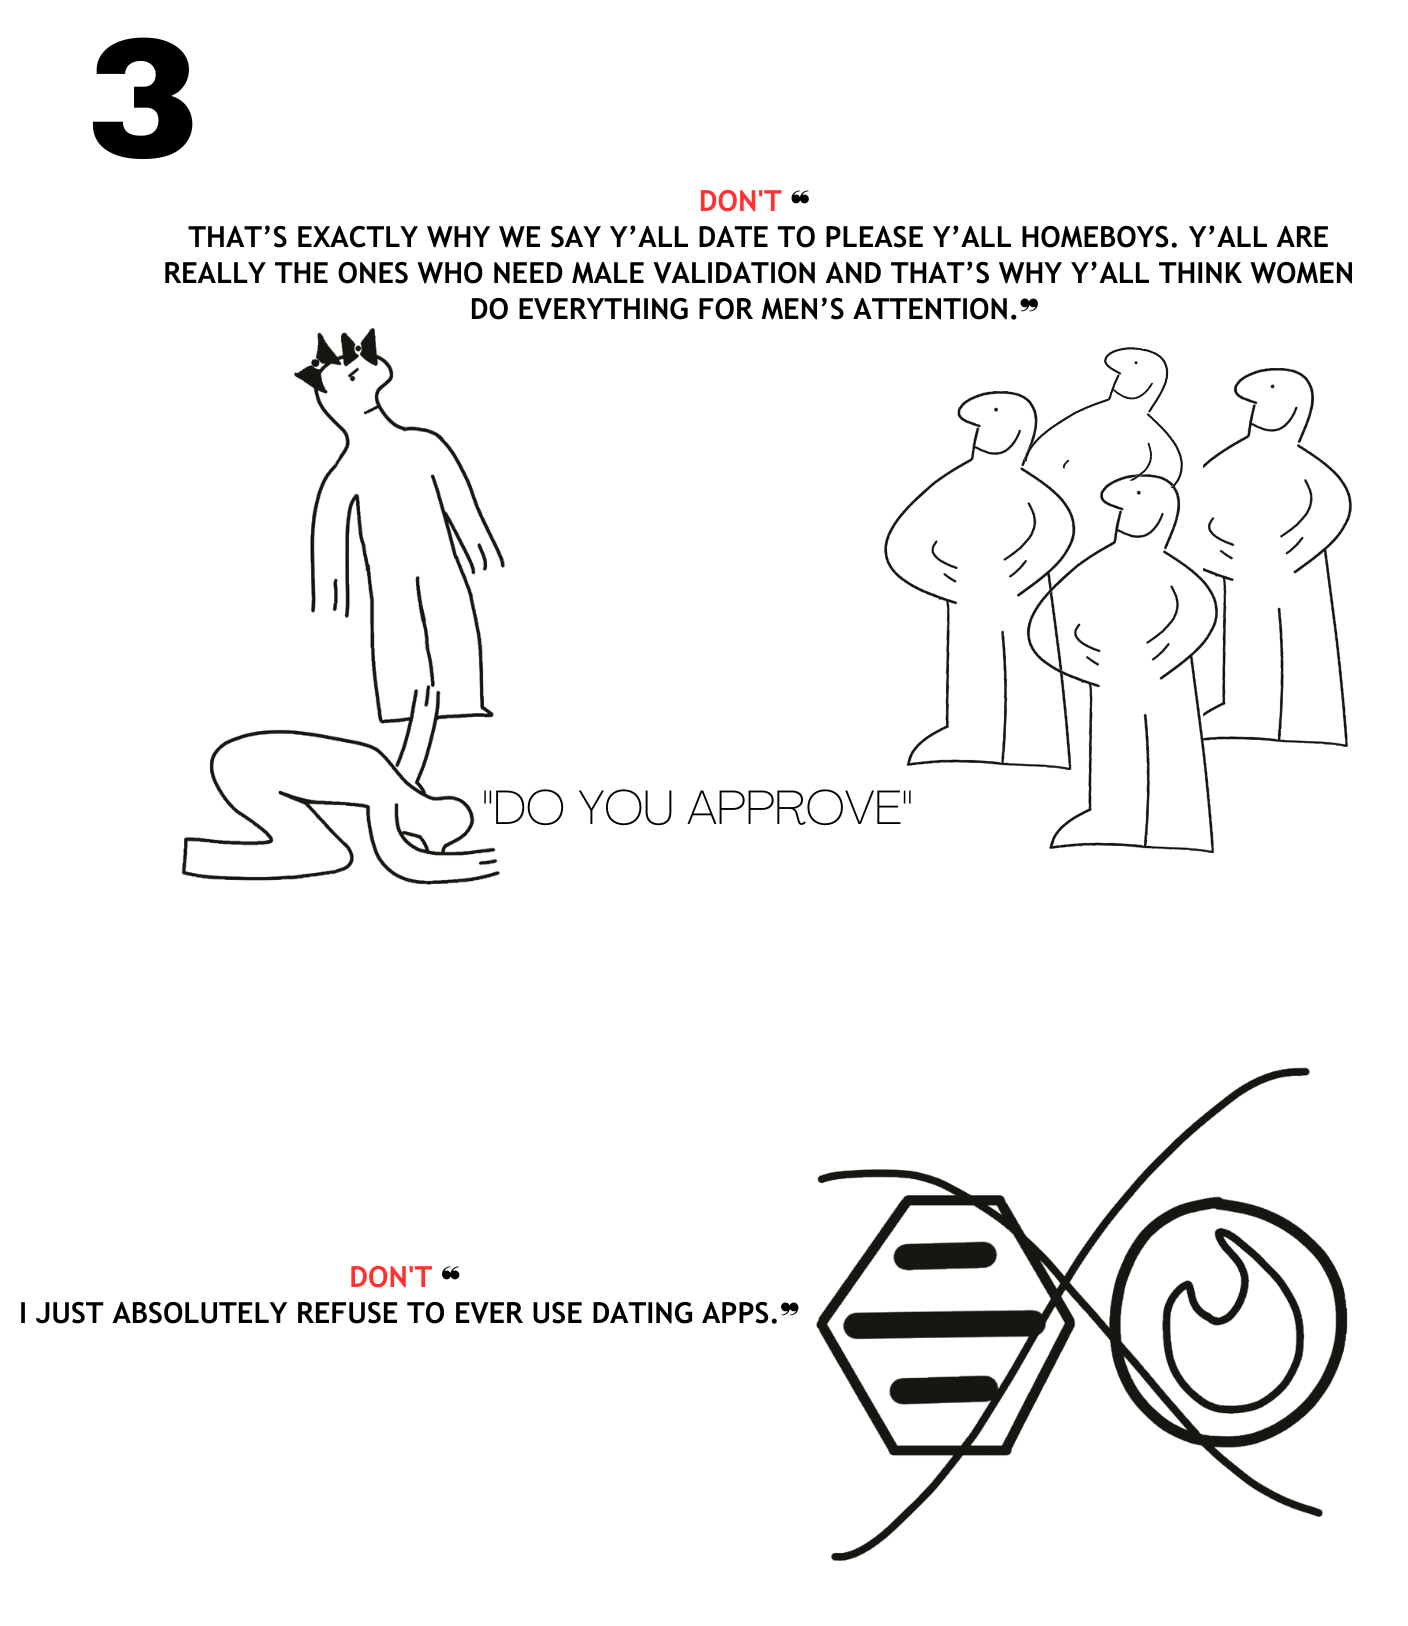 3
DON'T ❝
THAT’S EXACTLY WHY WE SAY Y’ALL DATE TO PLEASE Y’ALL HOMEBOYS. Y’ALL ARE
REALLY THE ONES WHO NEED MALE VALIDATION AND THAT’S WHY Y’ALL THINK WOMEN
DO EVERYTHING FOR MEN’S ATTENTION.❞
"DO YOU APPROVE"
DON'T ❝
I JUST ABSOLUTELY REFUSE TO EVER USE DATING APPS.❞